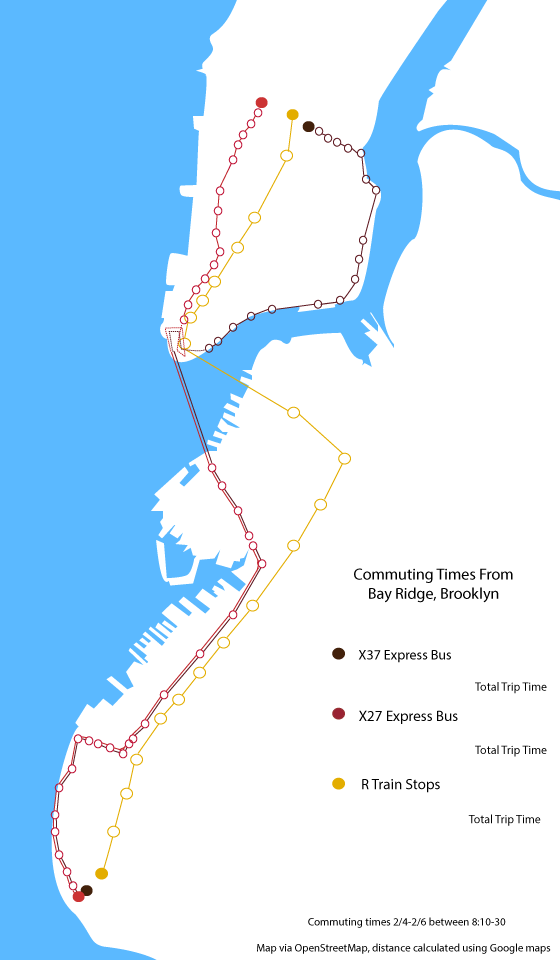 Commuting Times From
Bay Ridge, Brooklyn
X37 Express Bus
Total Trip Time
X27 Express Bus
Total Trip Time
R Train Stops
Total Trip Time
Commuting times 2/4-2/6 between 8:10-30
Map via OpenStreetMap, distance calculated using Google maps